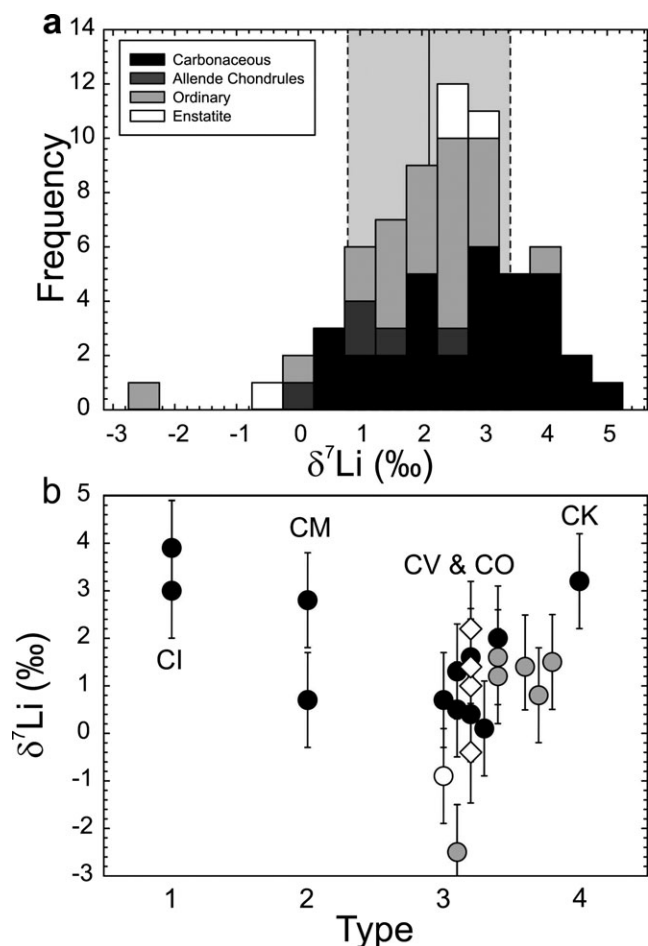 a
14
12
10
8
6
4
2
0
Frequency
Carbonaceous
Allende Chondrules
Ordinary
Enstatite
-3 -2 -1 0 1 2 3 4 5
δ⁷Li (‰)
b
5
4
3
2
1
0
-1
-2
-3
δ⁷Li (‰)
CI
CM
CV & CO
CK
1 2 3 4
Type